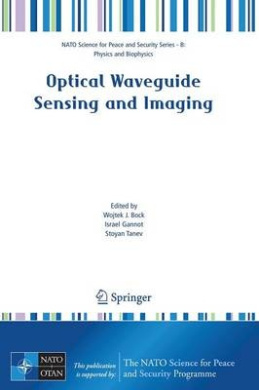 NATO Science for Peace and Security Series - B:
Physics and Biophysics
Optical Waveguide
Sensing and Imaging
Edited by
Wojtek J. Bock
Israel Gannot
Stoyan Tanev
Springer
NATO
OTAN
This publication
is supported by:
The NATO Science for Peace
and Security Programme